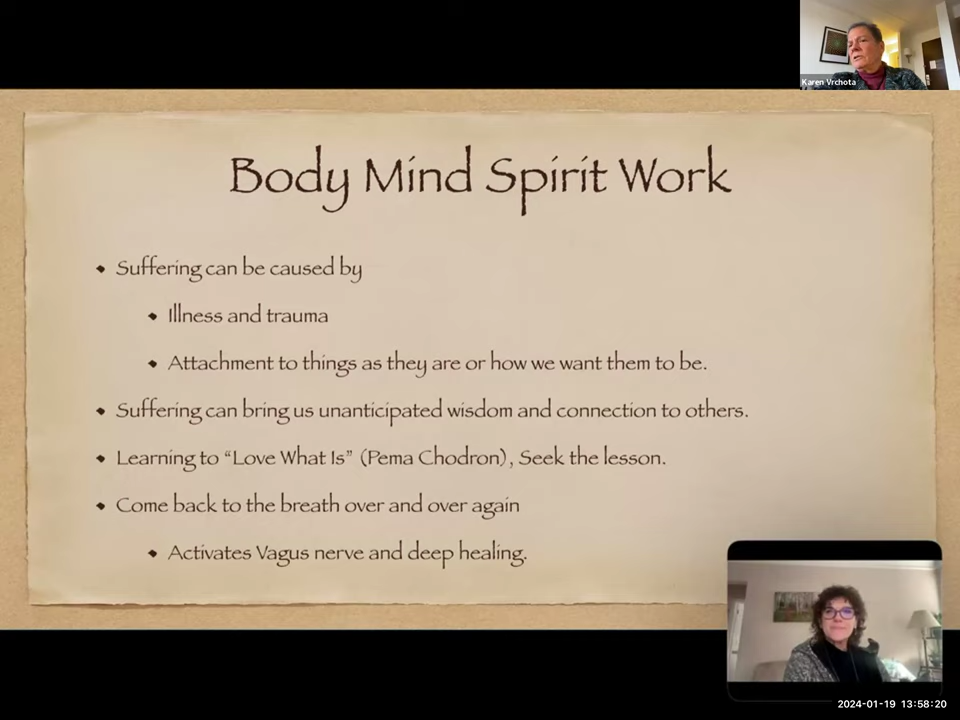 Karen Vrchota
Body Mind Spirit Work
Suffering can be caused by
Illness and trauma
Attachment to things as they are or how we want them to be.
Suffering can bring us unanticipated wisdom and connection to others.
Learning to “Love What Is” (Pema Chodron), Seek the lesson.
Come back to the breath over and over again
Activates Vagus nerve and deep healing.
2024-01-19 13:58:20